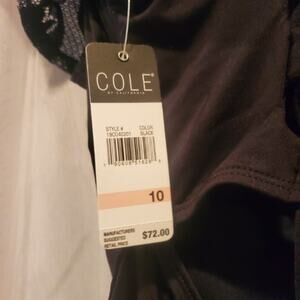 COLE®
OF CALIFORNIA
STYLE # COLOR
BLACK
10
MANUFACTURERS
SUGGESTED
RETAIL PRICE $72.00